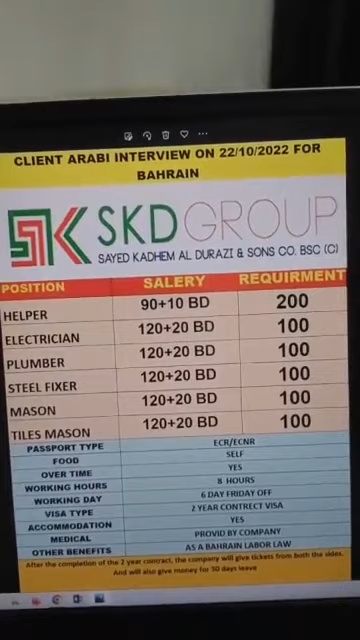 CLIENT ARABI INTERVIEW ON 22/10/2022 FOR
BAHRAIN
SKD GROUP
SAYED KADHEM AL DURAZI & SONS CO. BSC (C)
POSITION SALERY REQUIRMENT
HELPER 90+10 BD 200
ELECTRICIAN 120+20 BD 100
PLUMBER 120+20 BD 100
STEEL FIXER 120+20 BD 100
MASON 120+20 BD 100
TILES MASON 120+20 BD 100
PASSPORT TYPE ECR/ECNR
FOOD SELF
OVER TIME YES
WORKING HOURS 8 HOURS
WORKING DAY 6 DAY FRIDAY OFF
VISA TYPE 2 YEAR CONTRECT VISA
ACCOMMODATION YES
MEDICAL PROVID BY COMPANY
OTHER BENEFITS AS A BAHRAIN LABOR LAW
After the completion of the 2 year contract, the company will give tickets from both the sides.
And will also give money for 30 days leave